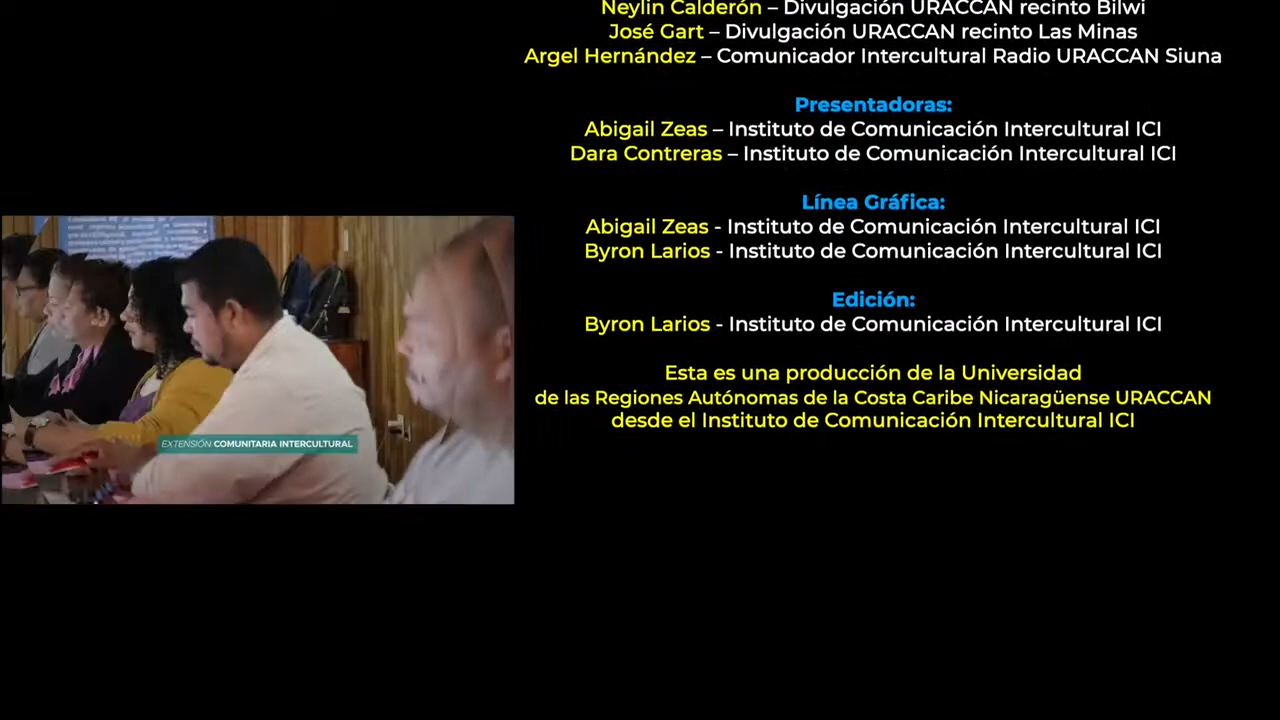 Neylin Calderón – Divulgación URACCAN recinto Bilwi
José Gart – Divulgación URACCAN recinto Las Minas
Argel Hernández – Comunicador Intercultural Radio URACCAN Siuna
Presentadoras:
Abigail Zeas – Instituto de Comunicación Intercultural ICI
Dara Contreras – Instituto de Comunicación Intercultural ICI
Línea Gráfica:
Abigail Zeas - Instituto de Comunicación Intercultural ICI
Byron Larios - Instituto de Comunicación Intercultural ICI
Edición:
Byron Larios - Instituto de Comunicación Intercultural ICI
Esta es una producción de la Universidad
de las Regiones Autónomas de la Costa Caribe Nicaragüense URACCAN
desde el Instituto de Comunicación Intercultural ICI
EXTENSIÓN COMUNITARIA INTERCULTURAL